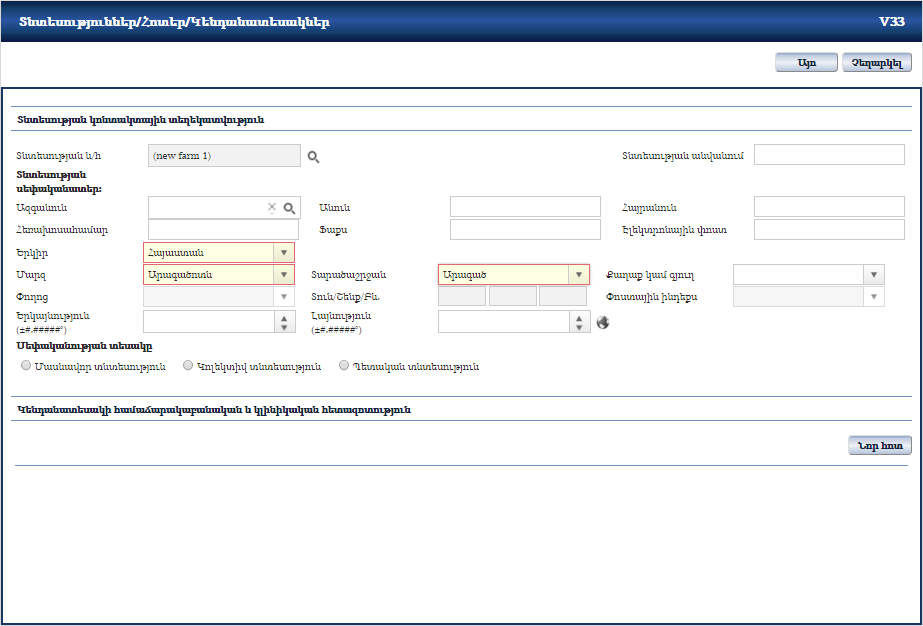 Տնտեսություններ/Հոտեր/Կենդանատեսակներ V33
Այո Չեղարկել
Տնտեսության կոնտակտային տեղեկատվություն
Տնտեսության ն/հ (new farm 1) Տնտեսության անվանում
Տնտեսության
սեփականատեր:
Ազգանուն Անուն Հայրանուն
Հեռախոսահամար Ֆաքս Էլեկտրոնային փոստ
Երկիր Հայաստան
Մարզ Արագածոտն Տարածաշրջան Արագած Քաղաք կամ գյուղ
Փողոց Տուն/Շենք/Բն. Փոստային ինդեքս
Երկայնություն Լայնություն
(±#.#####°) (±#.#####°)
Սեփականության տեսակը
Մասնավոր տնտեսություն Կոլեկտիվ տնտեսություն Պետական տնտեսություն
Կենդանատեսակի համաճարակաբանական և կլինիկական հետազոտություն
Նոր հոտ